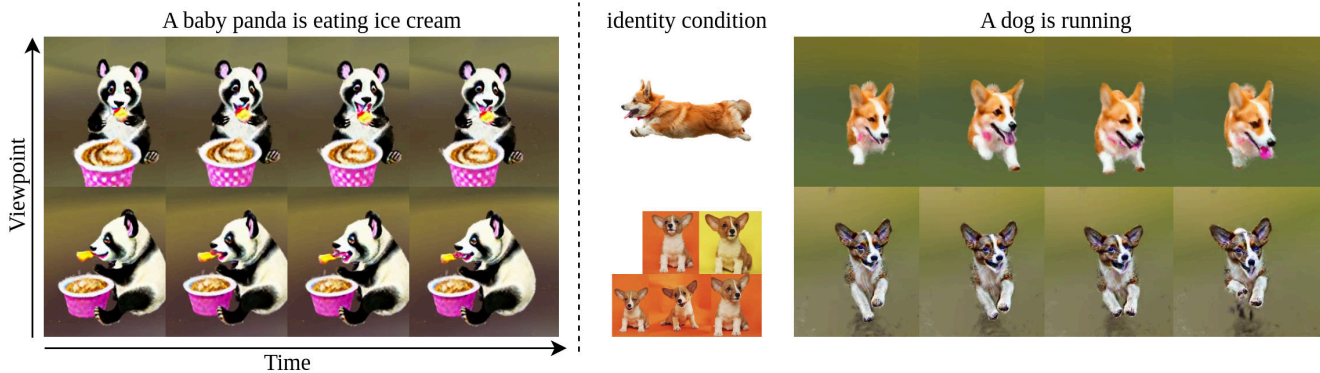 A baby panda is eating ice cream
identity condition
A dog is running
Viewpoint
Time